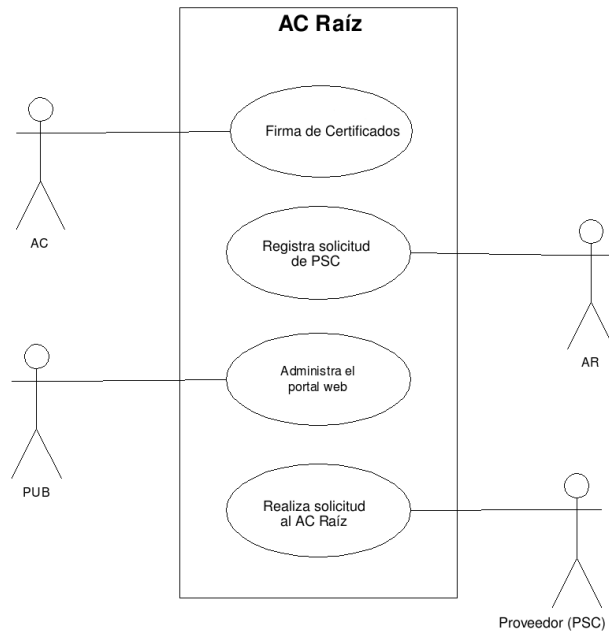 AC Raíz
Firma de Certificados
AC
Registra solicitud
de PSC
AR
Administra el
portal web
PUB
Realiza solicitud
al AC Raíz
Proveedor (PSC)